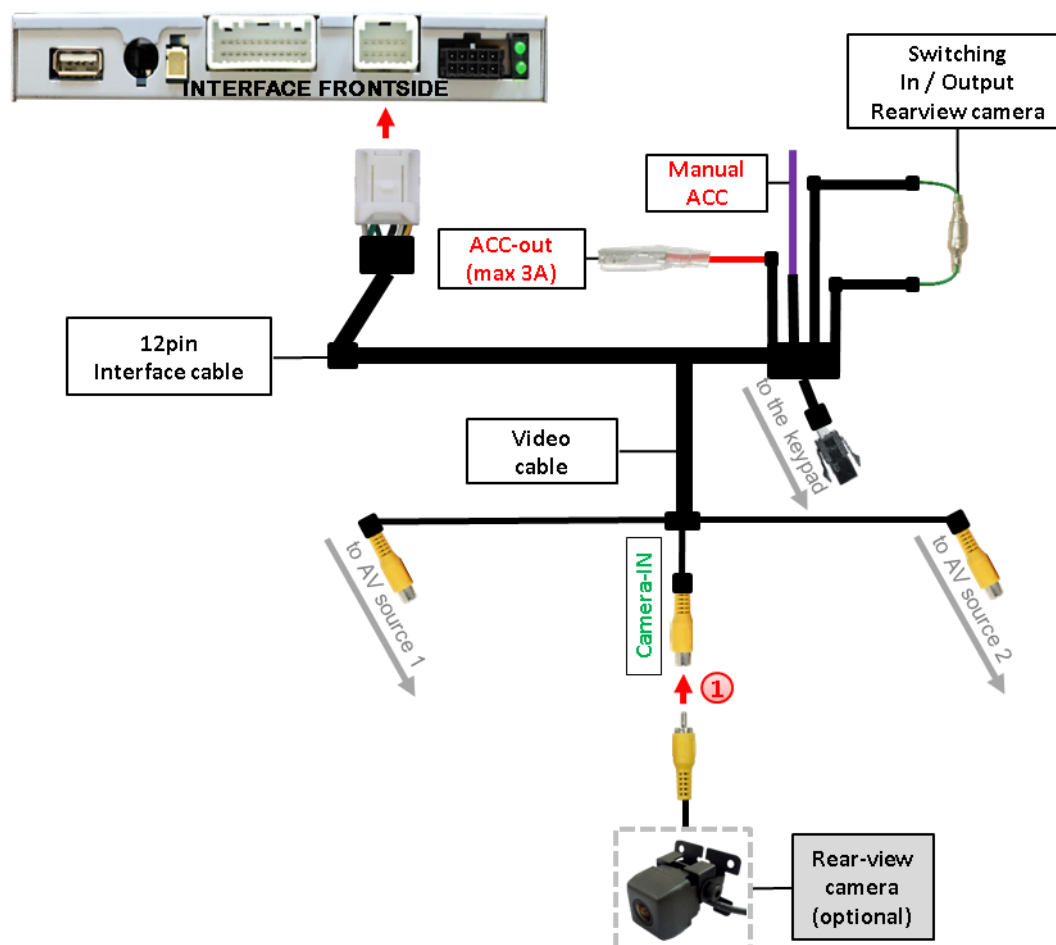 INTERFACE FRONTSIDE
Switching
In / Output
Rearview camera
Manual
ACC
ACC-out
(max 3A)
12pin
Interface cable
to the keypad
Video
cable
to AV source 1
Camera-IN
to AV source 2
1
Rear-view
camera
(optional)